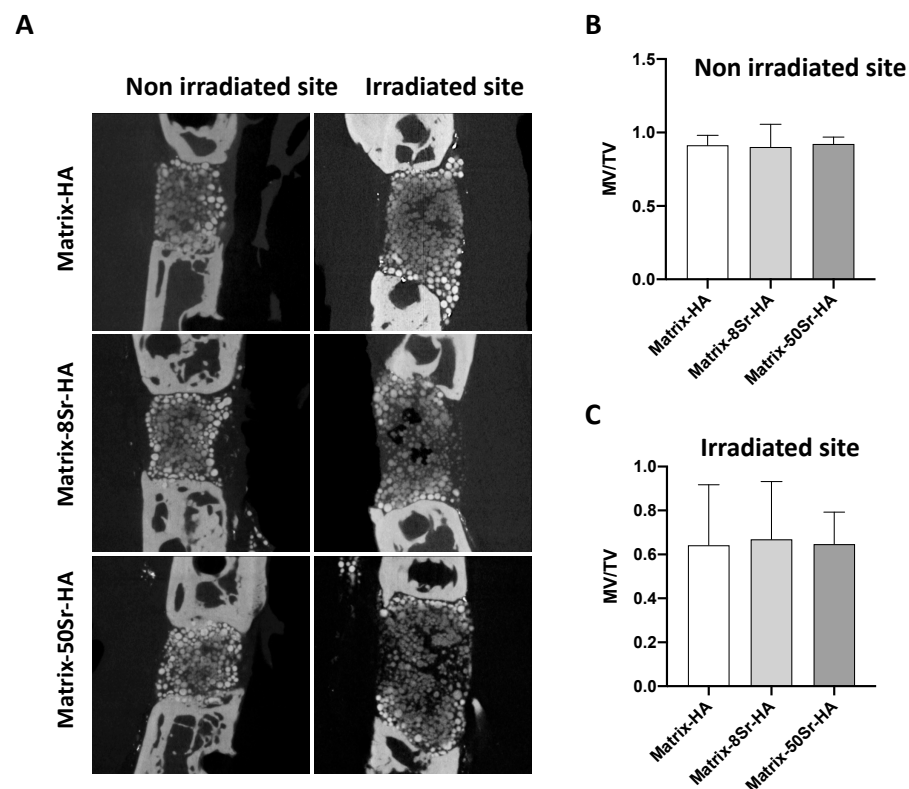 A
Non irradiated site
Irradiated site
Matrix-HA
Matrix-8Sr-HA
Matrix-50Sr-HA
B
Non irradiated site
1.5
1.0
0.5
0.0
MV/TV
Matrix-HA
Matrix-8Sr-HA
Matrix-50Sr-HA
C
Irradiated site
1.0
0.8
0.6
0.4
0.2
0.0
MV/TV
Matrix-HA
Matrix-8Sr-HA
Matrix-50Sr-HA